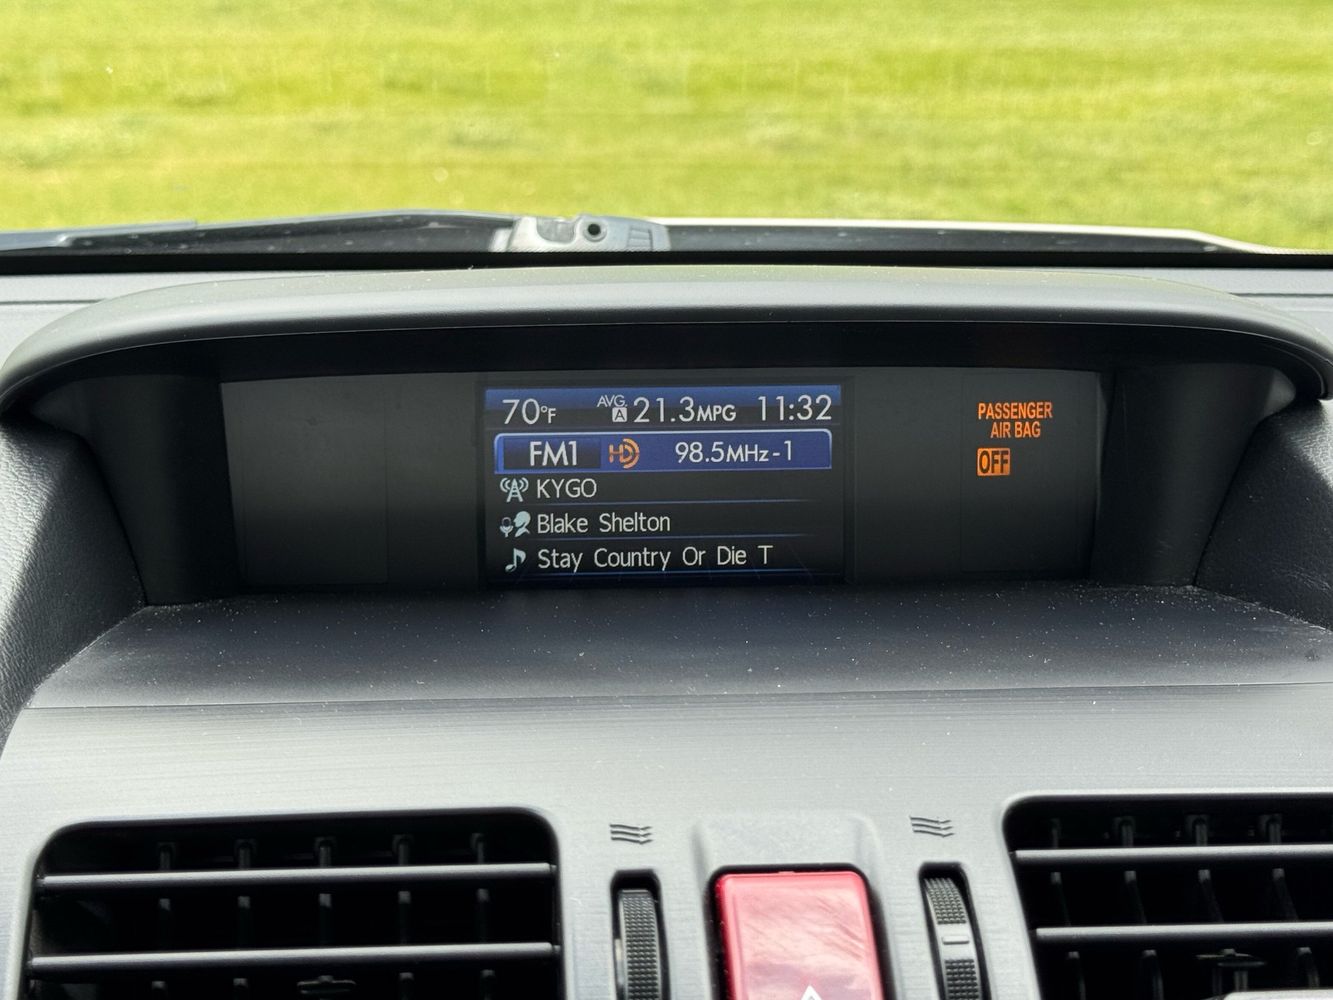 70°F AVG. A 21.3MPG 11:32
FM1 HD 98.5MHz-1
KYGO
Blake Shelton
Stay Country Or Die T
PASSENGER
AIR BAG
OFF